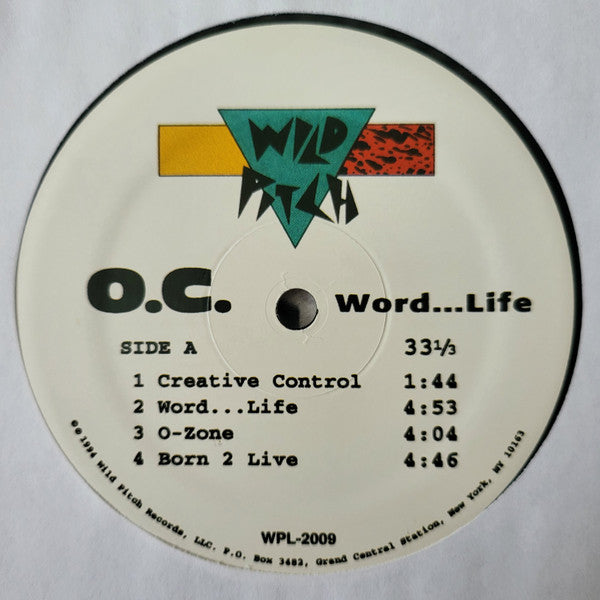 WILD
PITCH
O.C.
Word...Life
SIDE A 33⅓
1 Creative Control 1:44
2 Word...Life 4:53
3 O-Zone 4:04
4 Born 2 Live 4:46
WPL-2009
℗©1994 Wild Pitch Records, LLC. P.O. Box 3482, Grand Central Station, New York, NY 10163